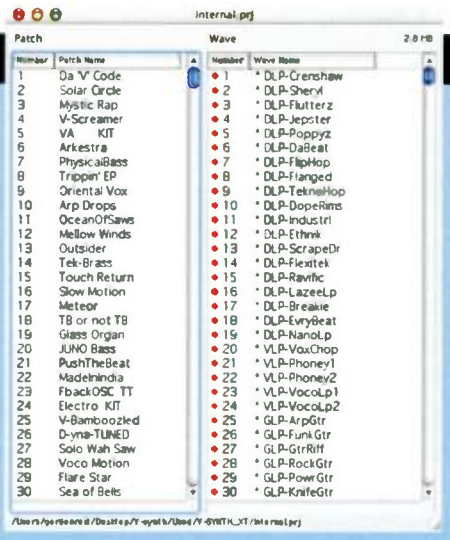 Internal.prj
Patch
Number Patch Name
1 Da 'V' Code
2 Solar Circle
3 Mystic Rap
4 V-Screamer
5 VA KIT
6 Arkestra
7 PhysicalBass
8 Trippin' EP
9 Oriental Vox
10 Arp Drops
11 OceanOfSaws
12 Mellow Winds
13 Outsider
14 Tek-Brass
15 Touch Return
16 Slow Motion
17 Meteor
18 TB or not TB
19 Glass Organ
20 JUNO Bass
21 PushTheBeat
22 MadeInIndia
23 FbackOSC TT
24 Electro KIT
25 V-Bamboozled
26 D-yna-TUNED
27 Solo Wah Saw
28 Voco Motion
29 Flare Star
30 Sea of Bells
Wave 2.8 MB
Number Wave Name
1 * DLP-Crenshaw
2 * DLP-Sheryl
3 * DLP-Flutterz
4 * DLP-Jepster
5 * DLP-Poppyz
6 * DLP-DaBeat
7 * DLP-FlipHop
8 * DLP-Flanged
9 * DLP-TeknoHop
10 * DLP-DopeRims
11 * DLP-Industrl
12 * DLP-Ethnik
13 * DLP-ScrapeDr
14 * DLP-Flexitek
15 * DLP-Ravific
16 * DLP-LazeeLp
17 * DLP-Breakie
18 * DLP-EvryBeat
19 * DLP-NanoLp
20 * VLP-VoxChop
21 * VLP-Phoney1
22 * VLP-Phoney2
23 * VLP-VocoLp1
24 * VLP-VocoLp2
25 * GLP-ArpGtr
26 * GLP-FunkGtr
27 * GLP-GtrRiff
28 * GLP-RockGtr
29 * GLP-PowrGtr
30 * GLP-KnifeGtr
/Users/gordonreid/Desktop/V-synth/Used/V-SYNTH_XT/Internal.prj